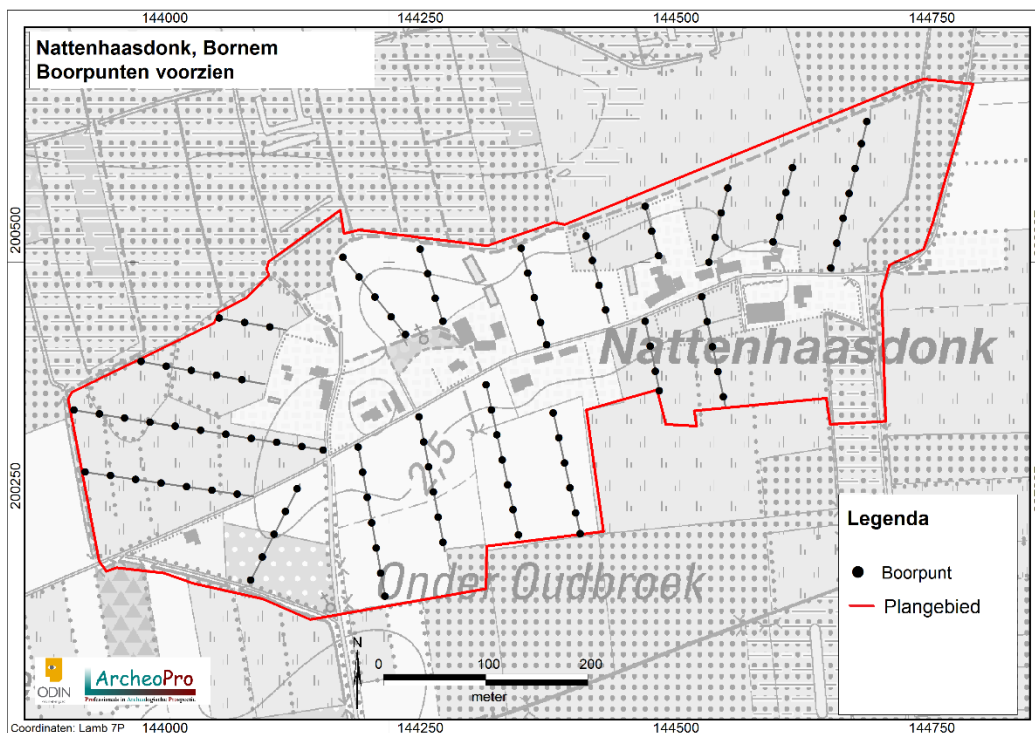 144000 144250 144500 144750
Nattenhaasdonk, Bornem
Boorpunten voorzien
200500
Nattenhaasdonk
200250
2,5
Onder Oudbroek
Legenda
Boorpunt
Plangebied
N
0 100 200
meter
ODIN
ArcheoPro
Professionals in Archeologische Prospectie
Coordinaten: Lamb 7P
144000 144250 144500 144750